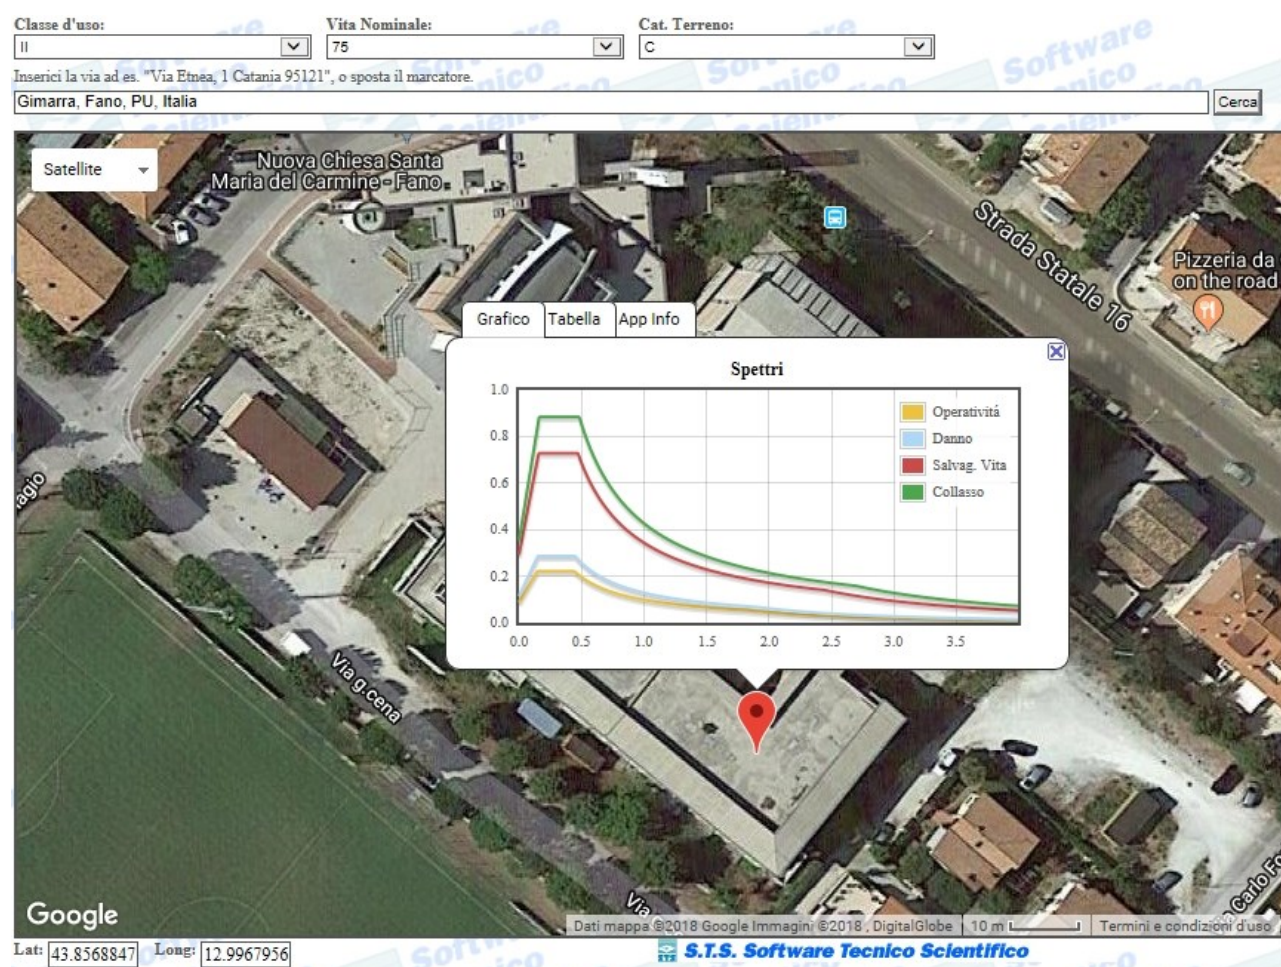 Classe d'uso: Vita Nominale: Cat. Terreno:
II 75 C
Inserici la via ad es. "Via Etnea, 1 Catania 95121", o sposta il marcatore.
Gimarra, Fano, PU, Italia Cerca
Satellite
Nuova Chiesa Santa
Maria del Carmine - Fano
Strada Statale 16
Pizzeria da
on the road
Grafico Tabella App Info
Spettri
1.0
0.8
0.6
0.4
0.2
0.0
Operativitá
Danno
Salvag. Vita
Collasso
0.0 0.5 1.0 1.5 2.0 2.5 3.0 3.5
agio
Via g.cena
Via
Via Carlo Fo
Google
Dati mappa ©2018 Google Immagini ©2018 , DigitalGlobe 10 m Termini e condizioni d'uso
Lat: 43.8568847 Long: 12.9967956
S.T.S. Software Tecnico Scientifico